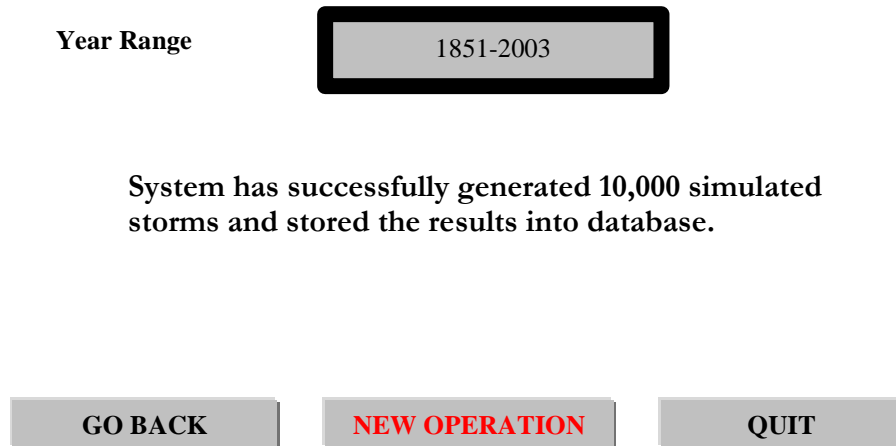 Year Range
1851-2003
System has successfully generated 10,000 simulated
storms and stored the results into database.
GO BACK
NEW OPERATION
QUIT